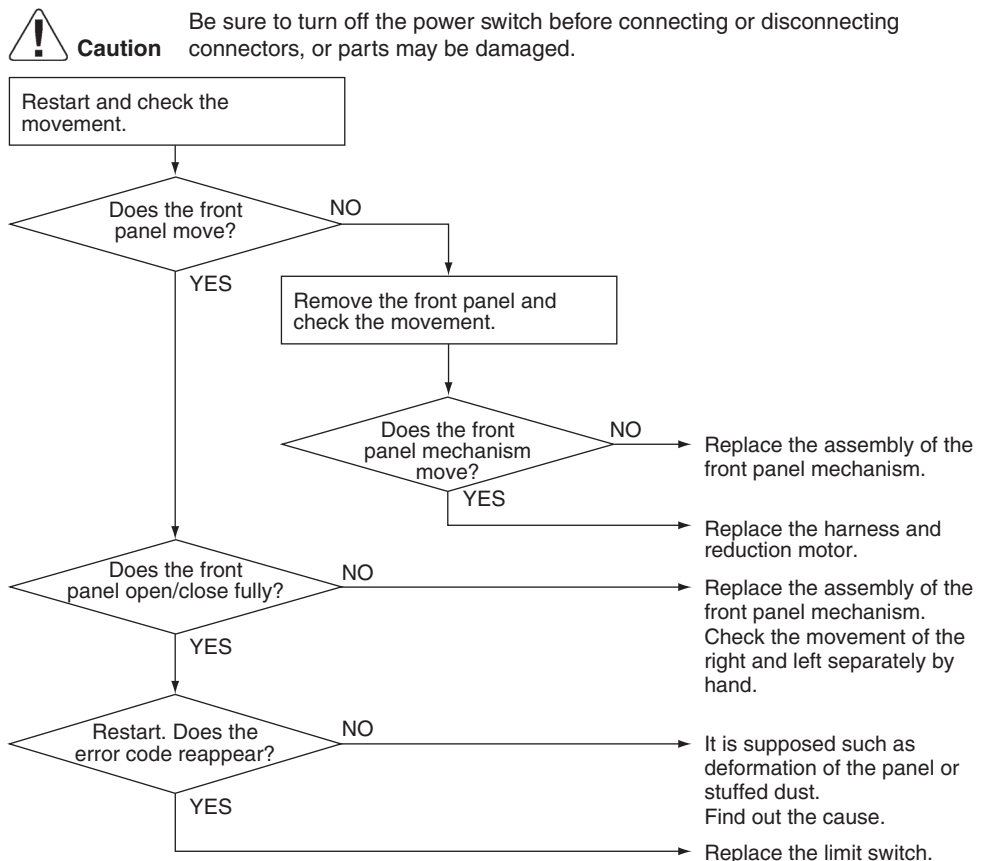 Be sure to turn off the power switch before connecting or disconnecting
Caution connectors, or parts may be damaged.
Restart and check the
movement.
Does the front
panel move?
NO
YES
Remove the front panel and
check the movement.
Does the front
panel mechanism
move?
NO
Replace the assembly of the
front panel mechanism.
YES
Replace the harness and
reduction motor.
Does the front
panel open/close fully?
NO
Replace the assembly of the
front panel mechanism.
Check the movement of the
right and left separately by
hand.
YES
Restart. Does the
error code reappear?
NO
It is supposed such as
deformation of the panel or
stuffed dust.
Find out the cause.
YES
Replace the limit switch.